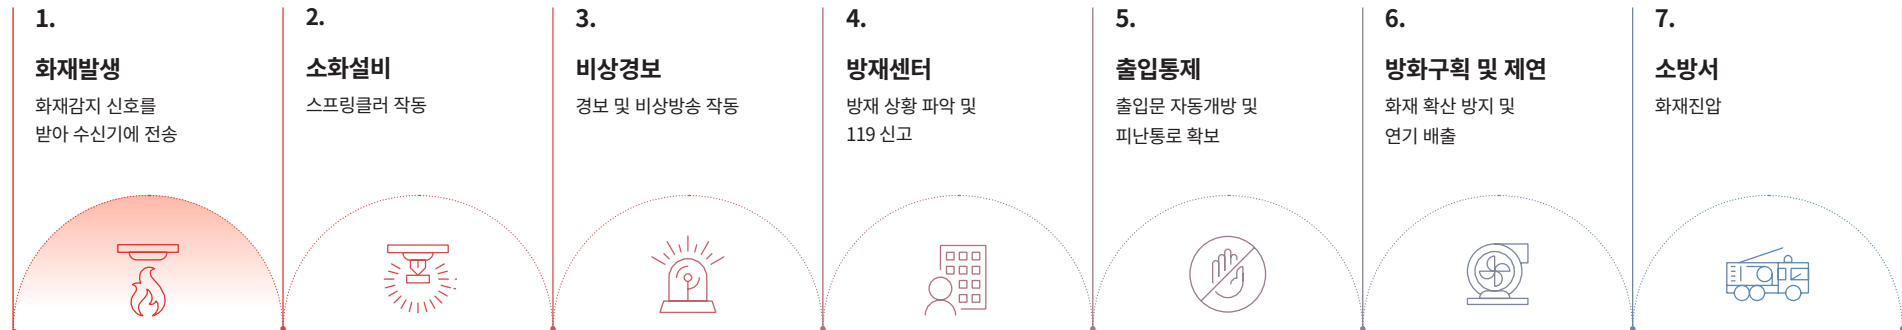 1.
화재발생
화재감지 신호를
받아 수신기에 전송
2.
소화설비
스프링클러 작동
3.
비상경보
경보 및 비상방송 작동
4.
방재센터
방재 상황 파악 및
119 신고
5.
출입통제
출입문 자동개방 및
피난통로 확보
6.
방화구획 및 제연
화재 확산 방지 및
연기 배출
7.
소방서
화재진압